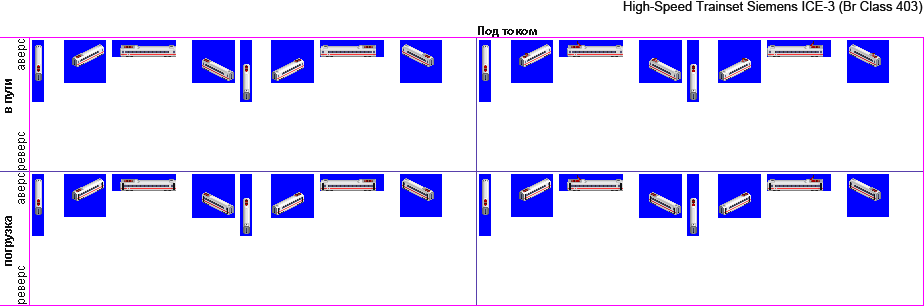 High-Speed Trainset Siemens ICE-3 (Br Class 403)
Под током
в пути
аверс
реверс
погрузка
аверс
реверс